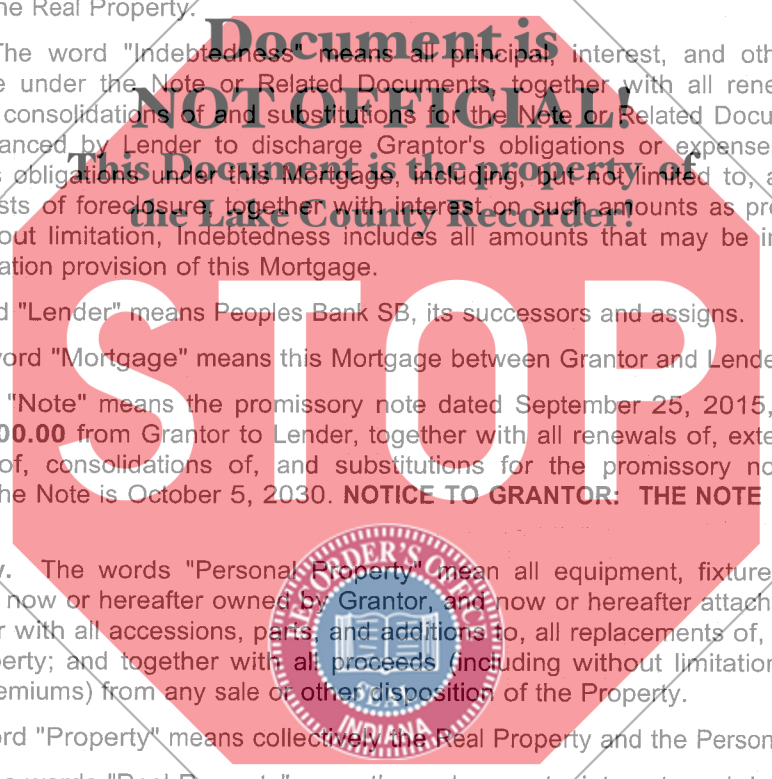 he Real Property.
Document is
The word "Indebtedness" means all principal, interest, and oth
e under the Note or Related Documents, together with all rene
NOT OFFICIAL!
consolidations of and substitutions for the Note or Related Docu
anced by Lender to discharge Grantor's obligations or expense
This Document is the property of
s obligations under this Mortgage, including, but not limited to, a
sts of foreclosure, together with interest on such amounts as pr
the Lake County Recorder!
out limitation, Indebtedness includes all amounts that may be i
ation provision of this Mortgage.
d "Lender" means Peoples Bank SB, its successors and assigns.
STOP
word "Mortgage" means this Mortgage between Grantor and Lende
"Note" means the promissory note dated September 25, 2015,
00.00 from Grantor to Lender, together with all renewals of, exte
of, consolidations of, and substitutions for the promissory no
he Note is October 5, 2030. NOTICE TO GRANTOR: THE NOTE
y. The words "Personal Property" mean all equipment, fixture
now or hereafter owned by Grantor, and now or hereafter attach
r with all accessions, parts, and additions to, all replacements of,
perty; and together with all proceeds (including without limitation
emiums) from any sale or other disposition of the Property.
RECORDER'S OFFICE
SEAL
INDIANA
ord "Property" means collectively the Real Property and the Person